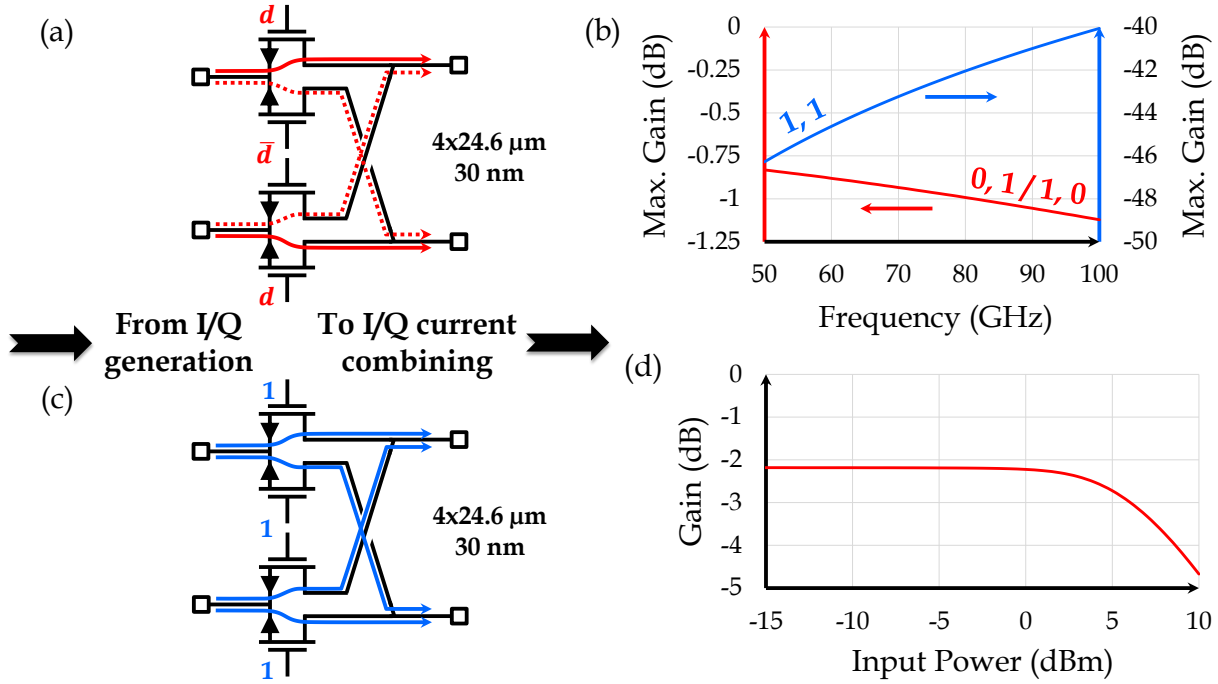 (a)
d
d̅
d
4x24.6 µm
30 nm
(b)
Max. Gain (dB)
0
-0.25
-0.5
-0.75
-1
-1.25
1, 1
0, 1 / 1, 0
-40
-42
-44
-46
-48
-50
Max. Gain (dB)
50 60 70 80 90 100
Frequency (GHz)
From I/Q
generation
To I/Q current
combining
(c)
1
1
1
4x24.6 µm
30 nm
(d)
Gain (dB)
0
-1
-2
-3
-4
-5
-15 -10 -5 0 5 10
Input Power (dBm)